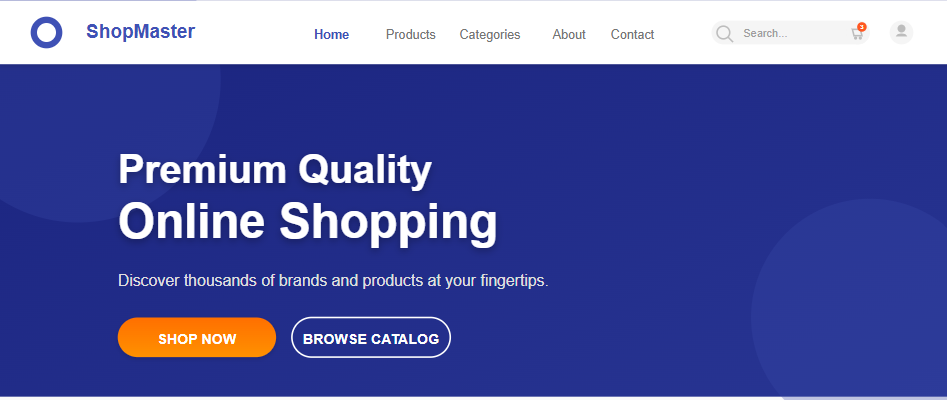 ShopMaster
Home Products Categories About Contact
Search...
3
Premium Quality
Online Shopping
Discover thousands of brands and products at your fingertips.
SHOP NOW BROWSE CATALOG